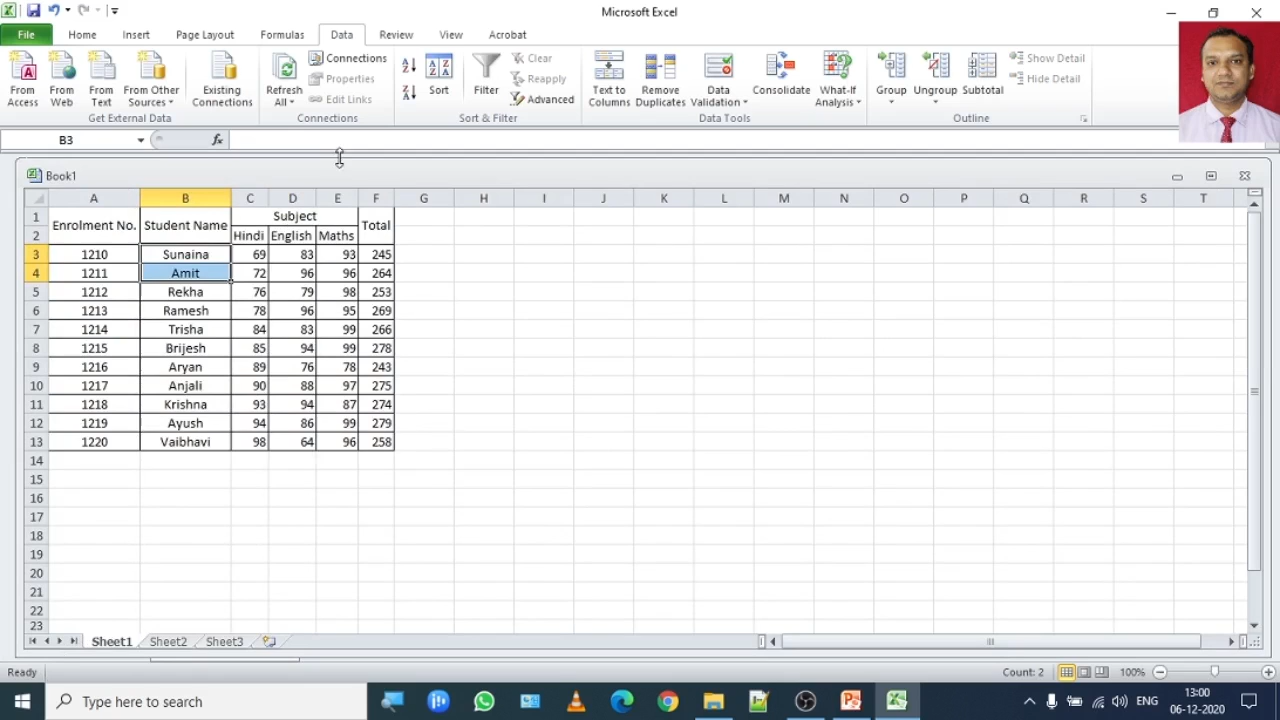 Microsoft Excel
File Home Insert Page Layout Formulas Data Review View Acrobat
From Access
From Web
From Text
From Other Sources
Existing Connections
Get External Data
Refresh All
Connections
Properties
Edit Links
Connections
Sort
Filter
Clear
Reapply
Advanced
Sort & Filter
Text to Columns
Remove Duplicates
Data Validation
Consolidate
What-If Analysis
Data Tools
Group
Ungroup
Subtotal
Show Detail
Hide Detail
Outline
B3 fx
Book1
A B C D E F G H I J K L M N O P Q R S T
1 Enrolment No. Student Name Subject Total
2 Hindi English Maths
3 1210 Sunaina 69 83 93 245
4 1211 Amit 72 96 96 264
5 1212 Rekha 76 79 98 253
6 1213 Ramesh 78 96 95 269
7 1214 Trisha 84 83 99 266
8 1215 Brijesh 85 94 99 278
9 1216 Aryan 89 76 78 243
10 1217 Anjali 90 88 97 275
11 1218 Krishna 93 94 87 274
12 1219 Ayush 94 86 99 279
13 1220 Vaibhavi 98 64 96 258
14
15
16
17
18
19
20
21
22
23
Sheet1 Sheet2 Sheet3
Ready Count: 2 100%
Type here to search
ENG
13:00
06-12-2020